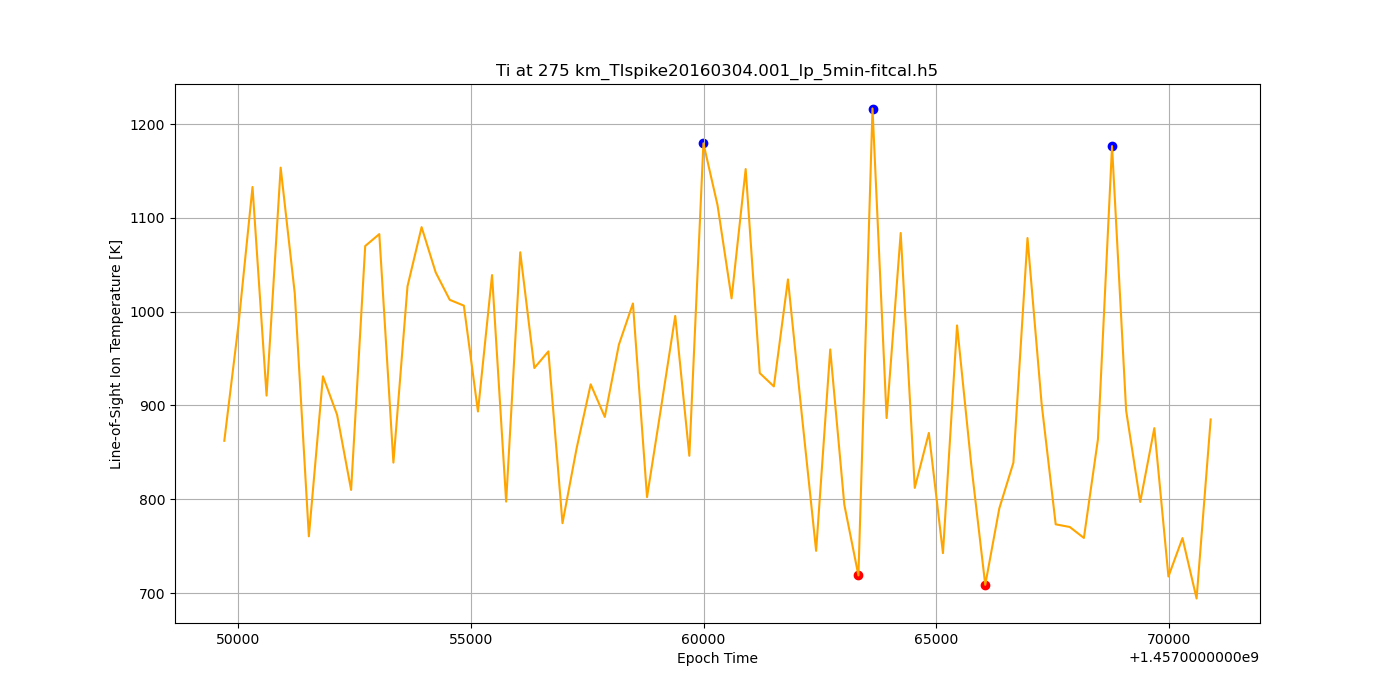 Ti at 275 km_TIspike20160304.001_lp_5min-fitcal.h5
Line-of-Sight Ion Temperature [K]
1200
1100
1000
900
800
700
50000 55000 60000 65000 70000
Epoch Time
+1.4570000000e9